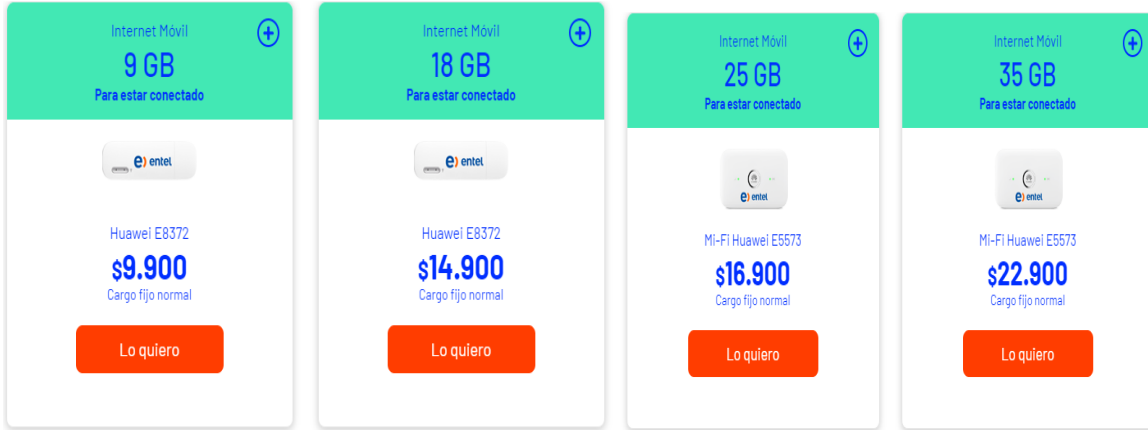 Internet Móvil
9 GB
Para estar conectado
entel
Huawei E8372
$9.900
Cargo fijo normal
Lo quiero
Internet Móvil
18 GB
Para estar conectado
entel
Huawei E8372
$14.900
Cargo fijo normal
Lo quiero
Internet Móvil
25 GB
Para estar conectado
entel
Mi-Fi Huawei E5573
$16.900
Cargo fijo normal
Lo quiero
Internet Móvil
35 GB
Para estar conectado
entel
Mi-Fi Huawei E5573
$22.900
Cargo fijo normal
Lo quiero